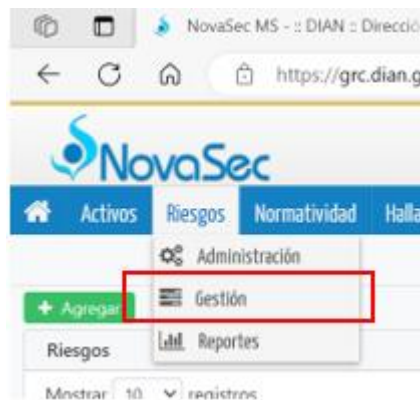 NovaSec MS - :: DIAN :: Direcció
https://grc.dian.g
NovaSec
Activos Riesgos Normatividad Halla
Administración
Gestión
+ Agregar
Reportes
Riesgos
Mostrar 10 registros